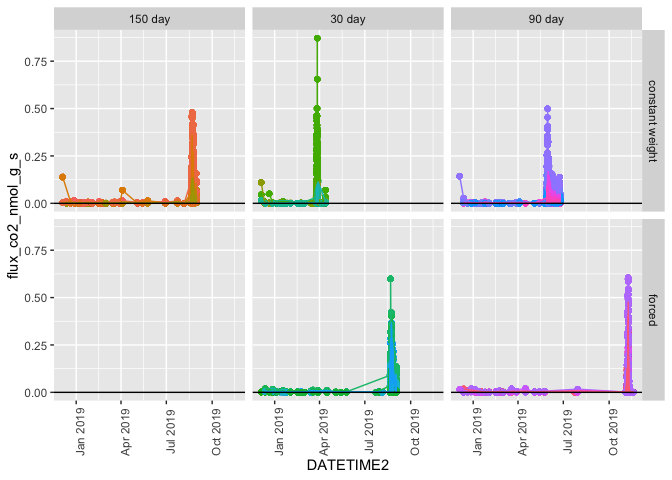 150 day
30 day
90 day
constant weight
forced
flux_co2_nmol_g_s
0.75
0.50
0.25
0.00
0.75
0.50
0.25
0.00
Jan 2019
Apr 2019
Jul 2019
Oct 2019
Jan 2019
Apr 2019
Jul 2019
Oct 2019
Jan 2019
Apr 2019
Jul 2019
Oct 2019
DATETIME2